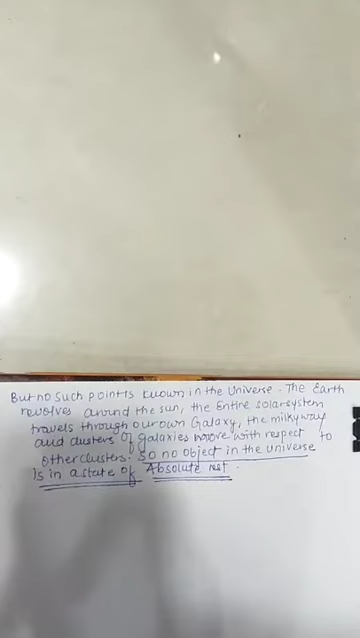 But no such point is known in the Universe. The Earth
revolves around the sun, the Entire solar system
travels through our own Galaxy, the milky way
and clusters of galaxies move with respect to
other clusters. So no object in the universe
Is in a state of Absolute rest.